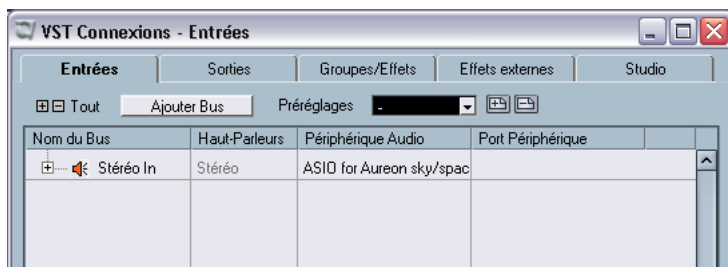 VST Connexions - Entrées
Entrées Sorties Groupes/Effets Effets externes Studio
Tout Ajouter Bus Préréglages -
Nom du Bus Haut-Parleurs Périphérique Audio Port Périphérique
Stéréo In Stéréo ASIO for Aureon sky/spac